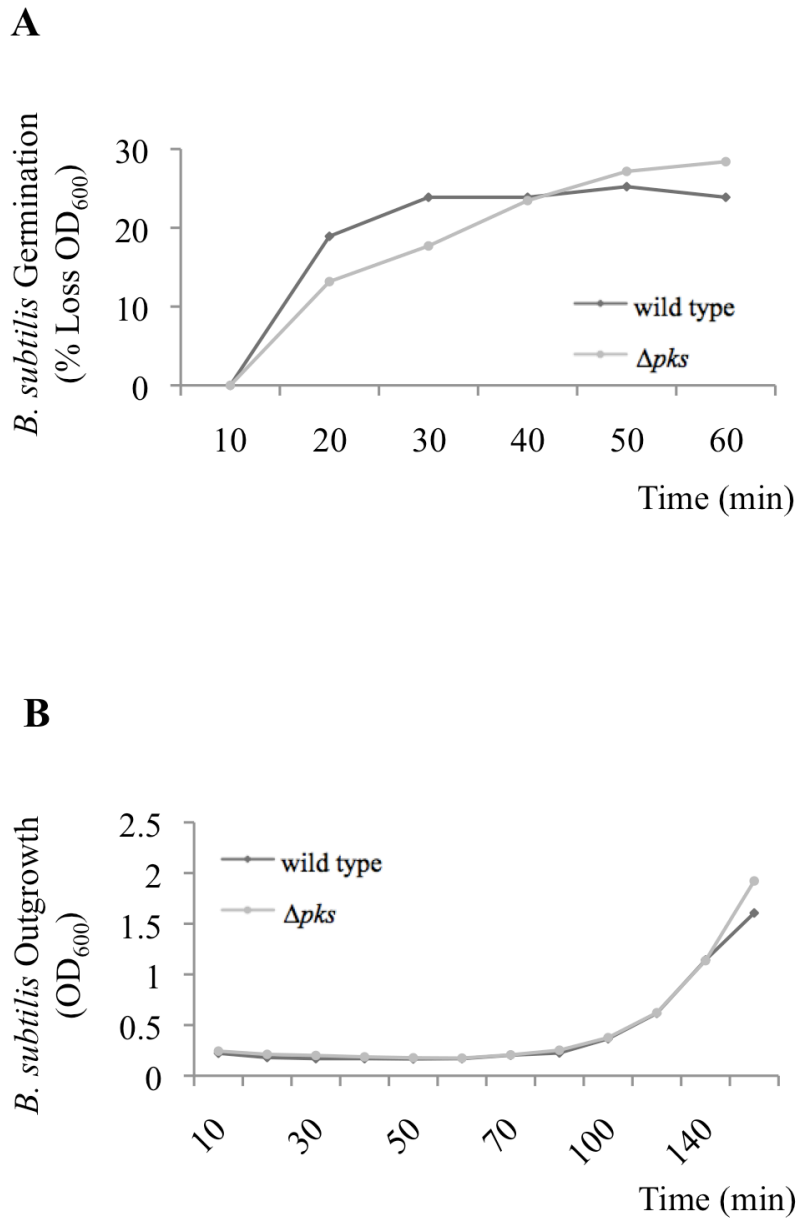 A
B. subtilis Germination
(% Loss OD600)
30
20
10
0
wild type
Δpks
10 20 30 40 50 60
Time (min)
B
B. subtilis Outgrowth
(OD600)
2.5
2
1.5
1
0.5
0
wild type
Δpks
10 30 50 70 100 140
Time (min)